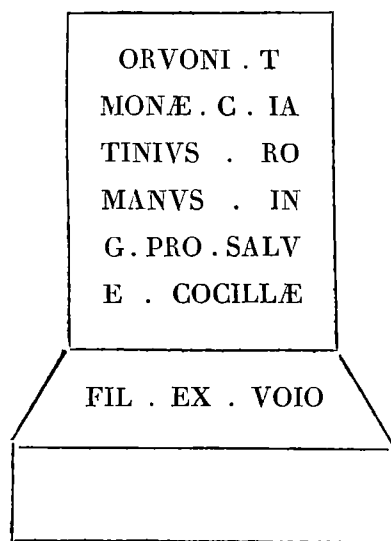 ORVONI . T
MONÆ . C . IA
TINIVS . RO
MANVS . IN
G . PRO . SALV
E . COCILLÆ
FIL . EX . VOIO